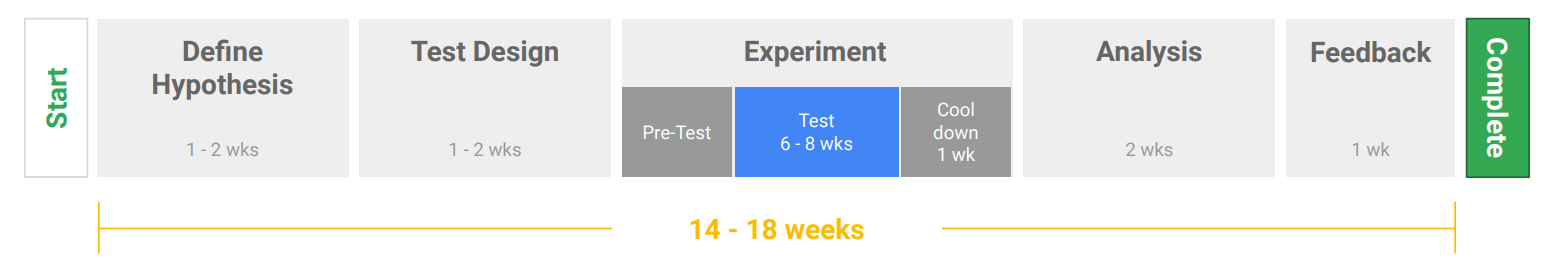 Start
Define
Hypothesis
1 - 2 wks
Test Design
1 - 2 wks
Experiment
Pre-Test
Test
6 - 8 wks
Cool
down
1 wk
Analysis
2 wks
Feedback
1 wk
Complete
14 - 18 weeks